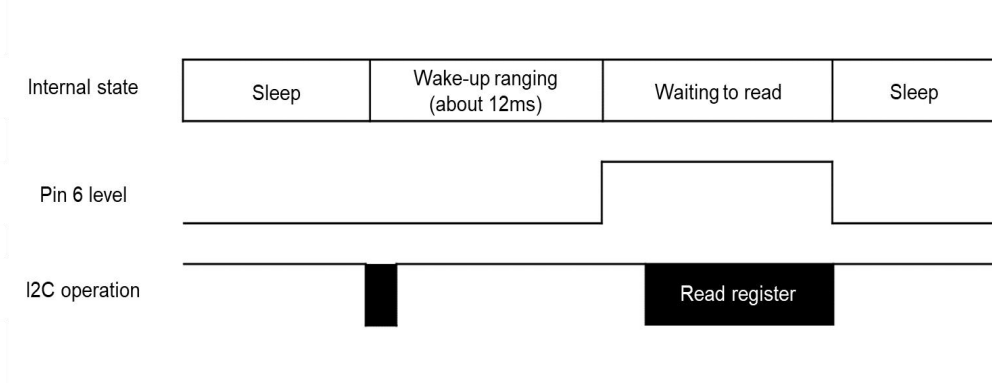 Internal state
Sleep
Wake-up ranging
(about 12ms)
Waiting to read
Sleep
Pin 6 level
I2C operation
Read register